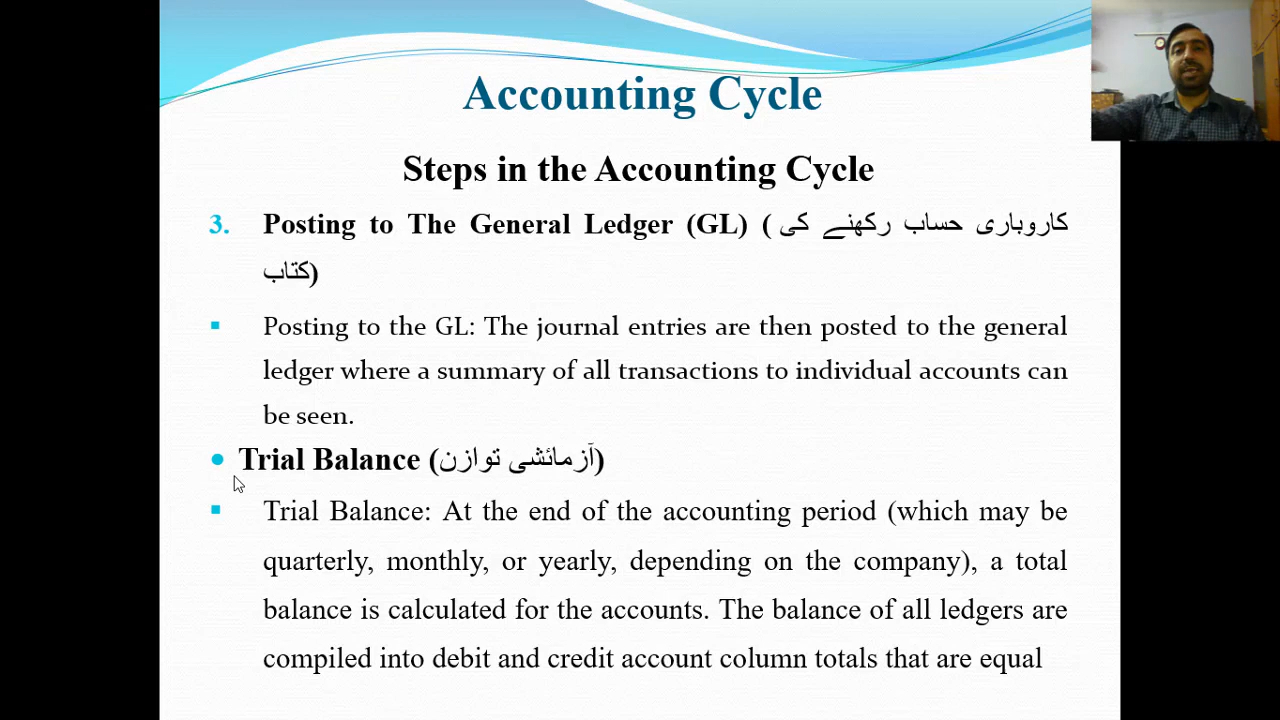 Accounting Cycle
Steps in the Accounting Cycle
3. Posting to The General Ledger (GL) (کاروباری حساب رکھنے کی
کتاب)
▪ Posting to the GL: The journal entries are then posted to the general
ledger where a summary of all transactions to individual accounts can
be seen.
• Trial Balance (آزمائشی توازن)
▪ Trial Balance: At the end of the accounting period (which may be
quarterly, monthly, or yearly, depending on the company), a total
balance is calculated for the accounts. The balance of all ledgers are
compiled into debit and credit account column totals that are equal